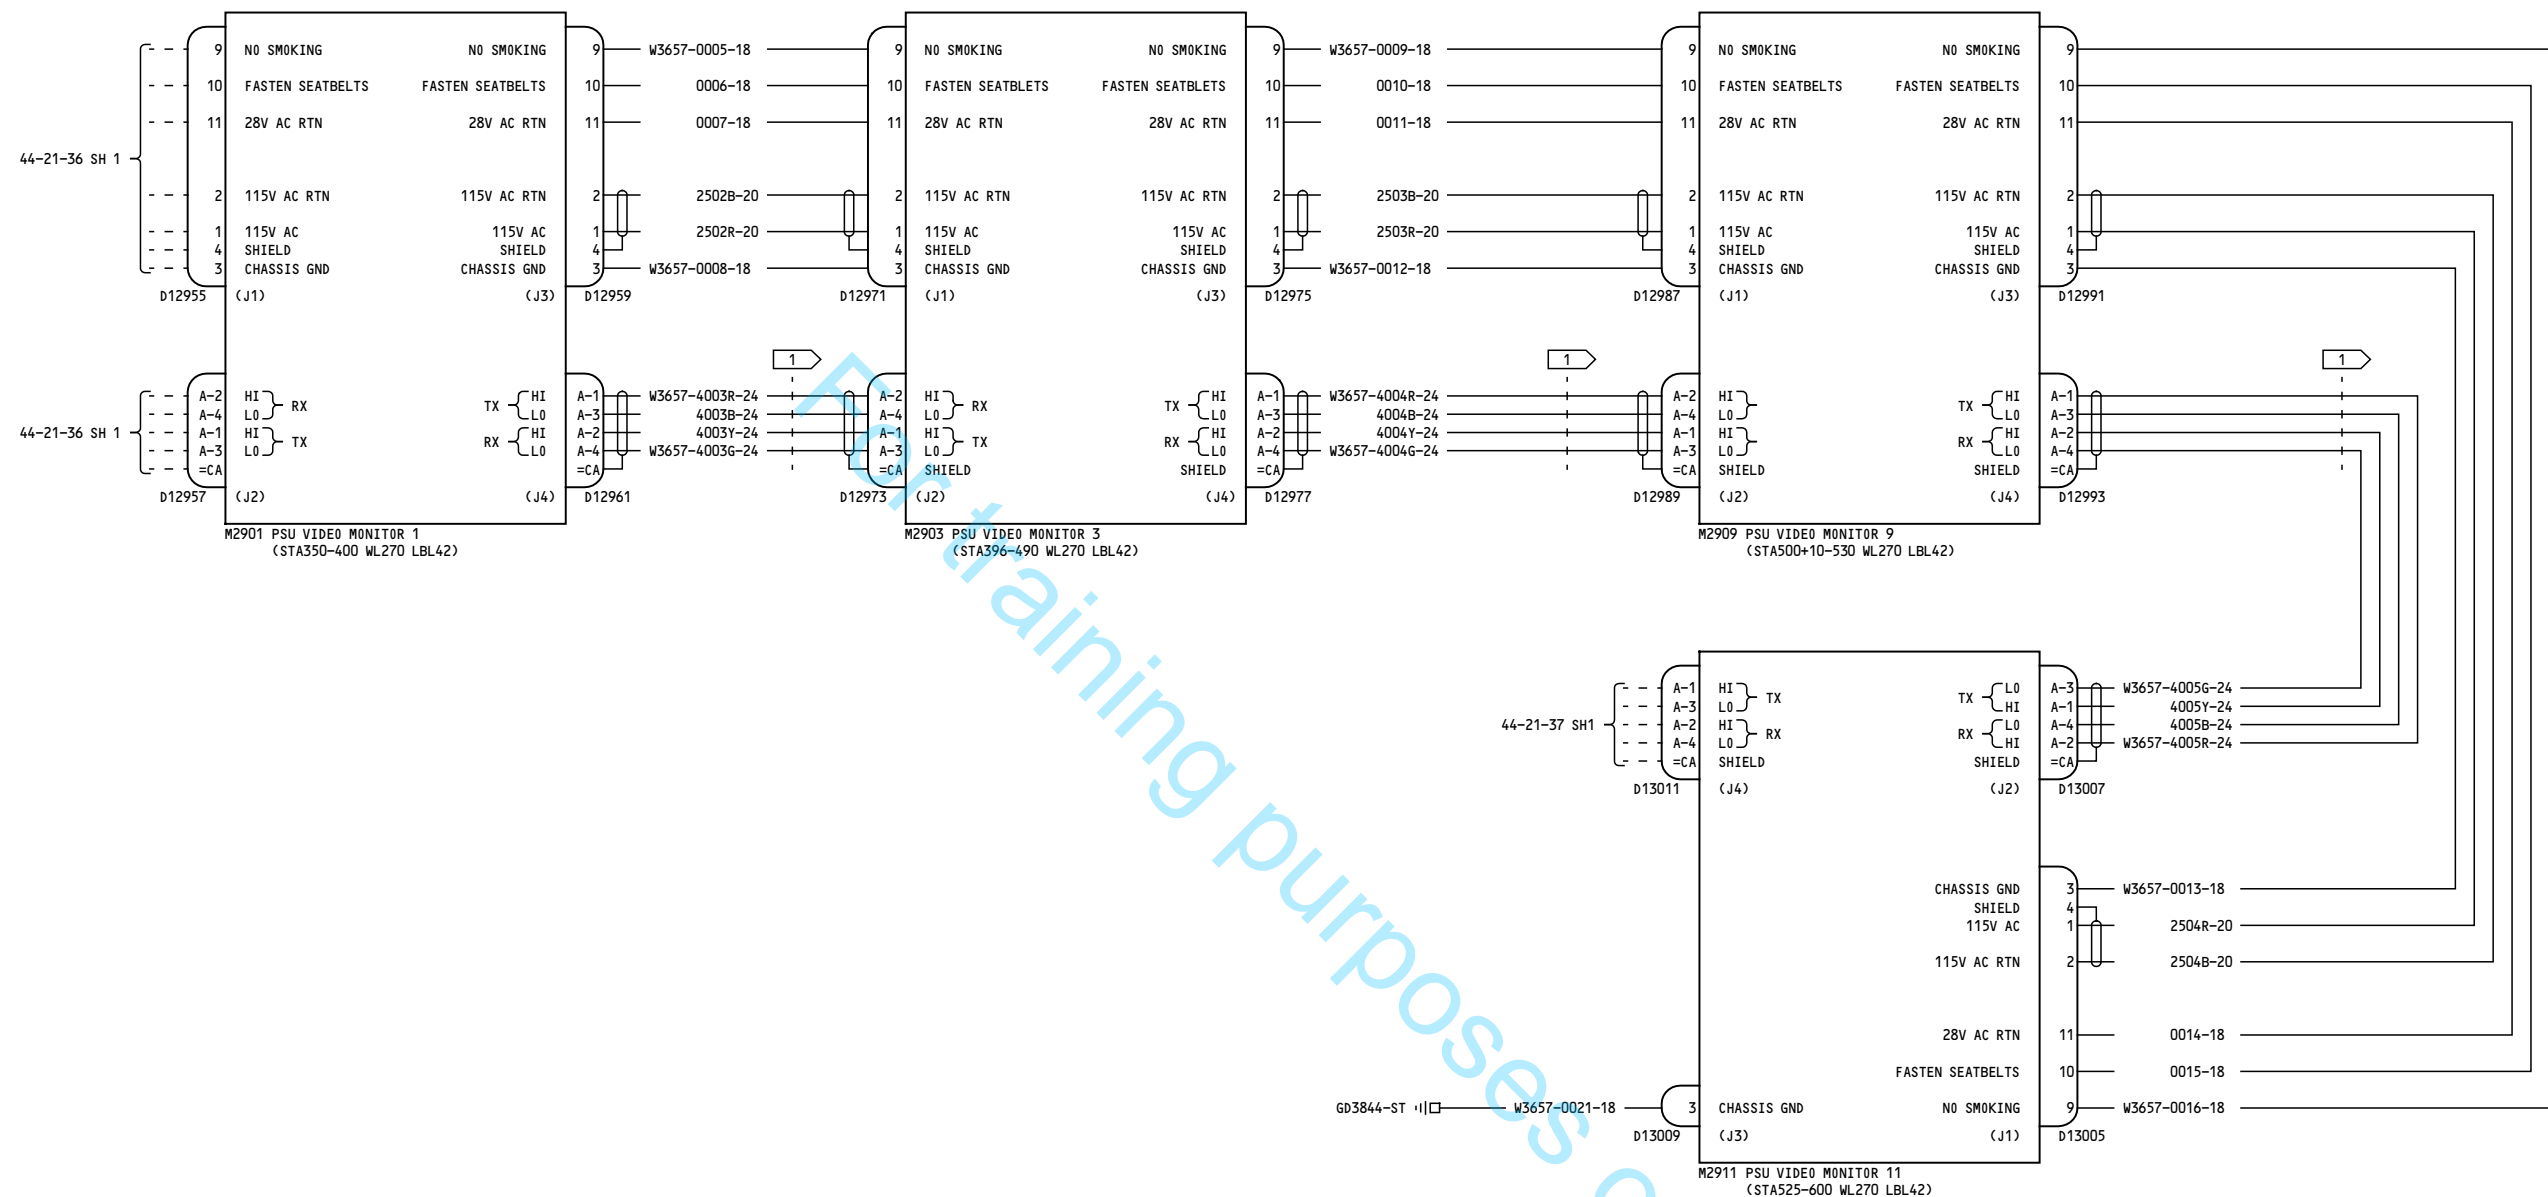 9 NO SMOKING NO SMOKING 9 W3657-0005-18 9 NO SMOKING NO SMOKING 9 W3657-0009-18 9 NO SMOKING NO SMOKING 9
10 FASTEN SEATBELTS FASTEN SEATBELTS 10 0006-18 10 FASTEN SEATBLETS FASTEN SEATBLETS 10 0010-18 10 FASTEN SEATBELTS FASTEN SEATBELTS 10
11 28V AC RTN 28V AC RTN 11 0007-18 11 28V AC RTN 28V AC RTN 11 0011-18 11 28V AC RTN 28V AC RTN 11
44-21-36 SH 1
2 115V AC RTN 115V AC RTN 2 2502B-20 2 115V AC RTN 115V AC RTN 2 2503B-20 2 115V AC RTN 115V AC RTN 2
1 115V AC 115V AC 1 2502R-20 1 115V AC 115V AC 1 2503R-20 1 115V AC 115V AC 1
4 SHIELD SHIELD 4 4 SHIELD SHIELD 4 4 SHIELD SHIELD 4
3 CHASSIS GND CHASSIS GND 3 W3657-0008-18 3 CHASSIS GND CHASSIS GND 3 W3657-0012-18 3 CHASSIS GND CHASSIS GND 3
D12955 (J1) (J3) D12959 D12971 (J1) (J3) D12975 D12987 (J1) (J3) D12991
1 1 1
A-2 HI RX TX HI A-1 W3657-4003R-24 A-2 HI RX TX HI A-1 W3657-4004R-24 A-2 HI TX HI A-1
A-4 LO LO A-3 4003B-24 A-4 LO LO A-3 4004B-24 A-4 LO LO A-3
44-21-36 SH 1 A-1 HI TX RX HI A-2 4003Y-24 A-1 HI TX RX HI A-2 4004Y-24 A-1 HI RX HI A-2
A-3 LO LO A-4 W3657-4003G-24 A-3 LO LO A-4 W3657-4004G-24 A-3 LO LO A-4
=CA =CA =CA SHIELD SHIELD =CA =CA SHIELD SHIELD =CA
D12957 (J2) (J4) D12961 D12973 (J2) (J4) D12977 D12989 (J2) (J4) D12993
M2901 PSU VIDEO MONITOR 1 M2903 PSU VIDEO MONITOR 3 M2909 PSU VIDEO MONITOR 9
(STA350-400 WL270 LBL42) (STA396-490 WL270 LBL42) (STA500+10-530 WL270 LBL42)
A-1 HI TX TX LO A-3 W3657-4005G-24
A-3 LO HI A-1 4005Y-24
44-21-37 SH1 A-2 HI RX RX LO A-4 4005B-24
A-4 LO HI A-2 W3657-4005R-24
=CA SHIELD SHIELD =CA
D13011 (J4) (J2) D13007
CHASSIS GND 3 W3657-0013-18
SHIELD 4
115V AC 1 2504R-20
115V AC RTN 2 2504B-20
28V AC RTN 11 0014-18
FASTEN SEATBELTS 10 0015-18
GD3844-ST W3657-0021-18 3 CHASSIS GND NO SMOKING 9 W3657-0016-18
D13009 (J3) (J1) D13005
M2911 PSU VIDEO MONITOR 11
(STA525-600 WL270 LBL42)
For training purposes